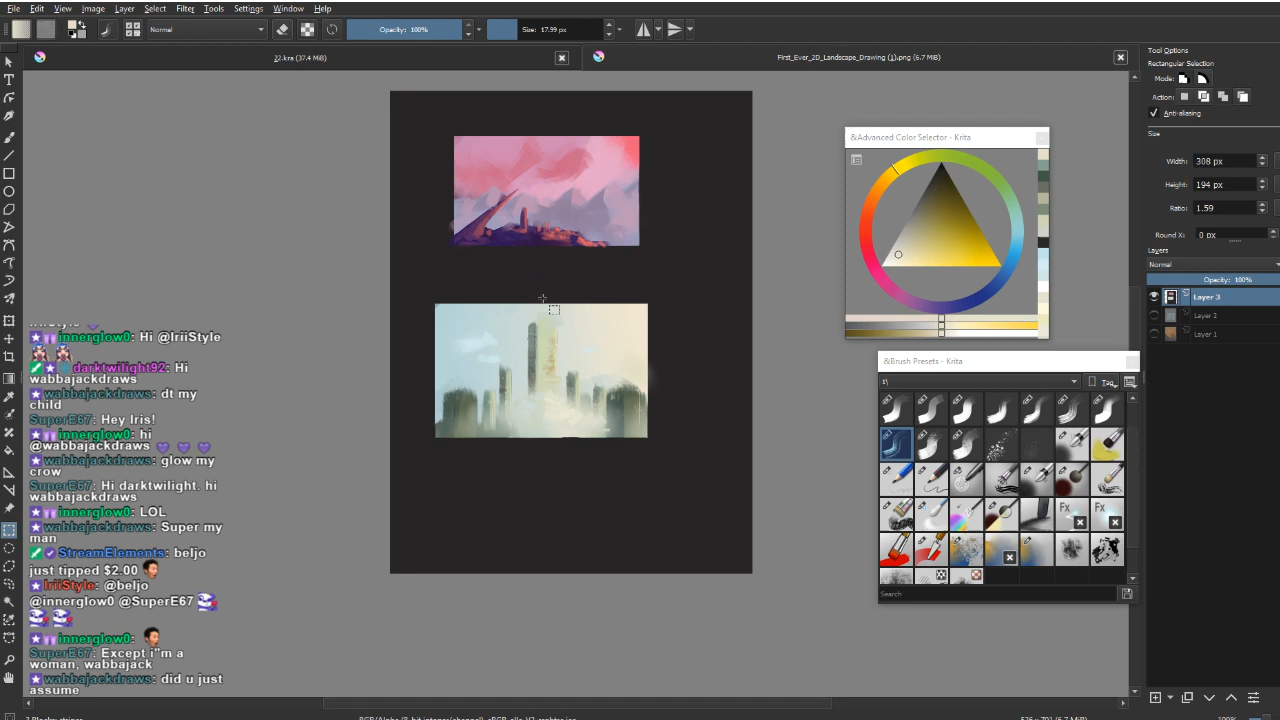 File Edit View Image Layer Select Filter Tools Settings Window Help
Normal Opacity: 100% Size: 17.99 px
22.kra (37.4 MiB) First_Ever_2D_Landscape_Drawing (1).png (6.7 MiB)
Tool Options
Rectangular Selection
Mode:
Action:
Anti-aliasing
Size
Width: 308 px
Height: 194 px
Ratio: 1.59
Round X: 0 px
Layers
Normal
Opacity: 100%
Layer 3
Layer 2
Layer 1
&Advanced Color Selector - Krita
&Brush Presets - Krita
Tag
Fx Fx
Search
innerglow0: Hi @IriiStyle
darktwilight92: Hi
wabbajackdraws
wabbajackdraws: dt my
child
SuperE67: Hey Iris!
innerglow0: hi
@wabbajackdraws
wabbajackdraws: glow my
crow
SuperE67: Hi darktwilight. hi
wabbajackdraws
innerglow0: LOL
wabbajackdraws: Super my
man
StreamElements: beljo
just tipped $2.00
IriiStyle: @beljo
@innerglow0 @SuperE67
innerglow0:
SuperE67: Except i"m a
woman, wabbajack
wabbajackdraws: did u just
assume